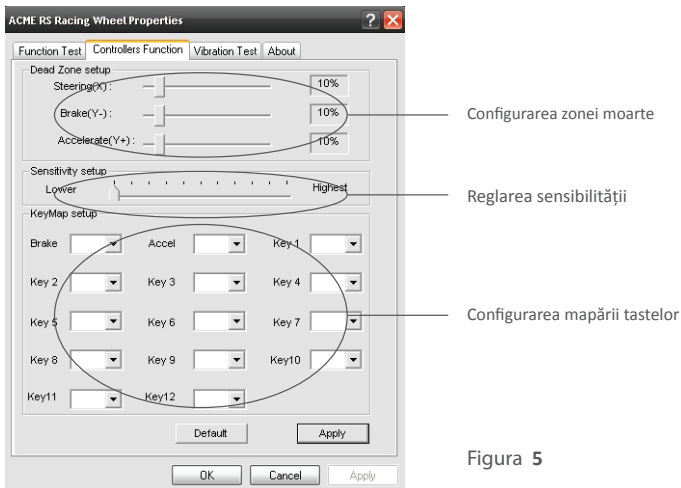 ACME RS Racing Wheel Properties
Function Test Controllers Function Vibration Test About
Dead Zone setup
Steering(X) : 10%
Brake(Y-) : 10%
Accelerate(Y+) : 10%
Configurarea zonei moarte
Sensitivity setup
Lower Highest
Reglarea sensibilității
KeyMap setup
Brake Accel Key 1
Key 2 Key 3 Key 4
Key 5 Key 6 Key 7
Configurarea mapării tastelor
Key 8 Key 9 Key10
Key11 Key12
Default Apply
OK Cancel Apply
Figura 5